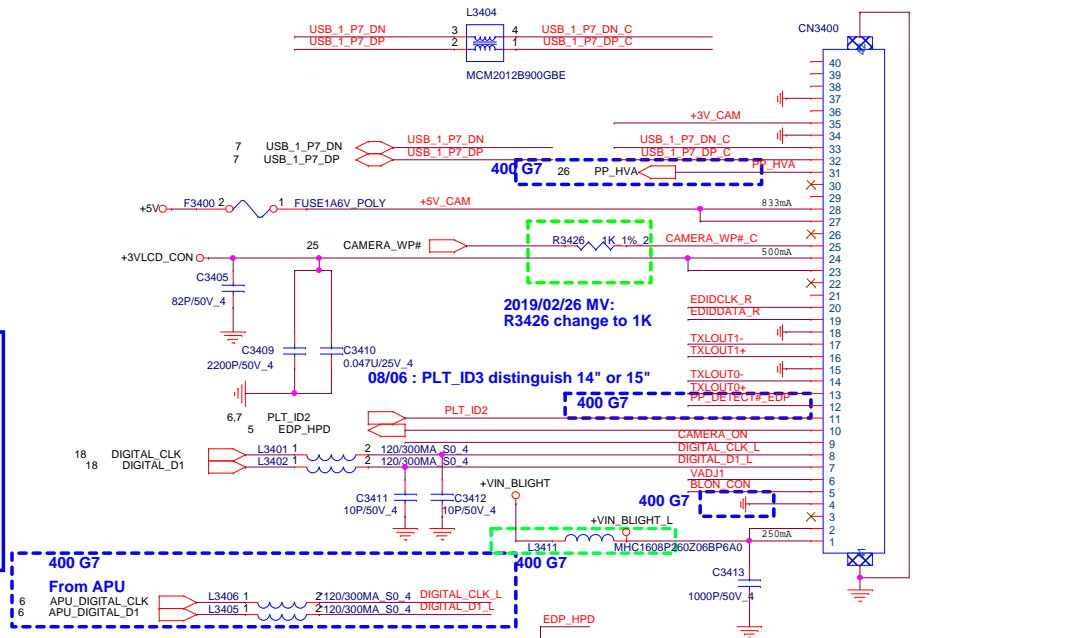 L3404
USB_1_P7_DN 3 4 USB_1_P7_DN_C
USB_1_P7_DP 2 1 USB_1_P7_DP_C
MCM2012B900GBE
CN3400
40
39
38
37
36
+3V_CAM 35
34
7 USB_1_P7_DN USB_1_P7_DN USB_1_P7_DN_C 33
7 USB_1_P7_DP USB_1_P7_DP USB_1_P7_DP_C 32
400 G7 26 PP_HVA PP_HVA 31
30
29
+5V F3400 2 1 FUSE1A6V_POLY +5V_CAM 833mA 28
27
26
25 CAMERA_WP# R3426 1K_1%_2 CAMERA_WP#_C 25
+3VLCD_CON 500mA 24
23
C3405
82P/50V_4
22
21
2019/02/26 MV:
R3426 change to 1K
EDIDCLK_R 20
EDIDDATA_R 19
18
TXLOUT1- 17
TXLOUT1+ 16
C3409
2200P/50V_4
C3410
0.047U/25V_4
15
08/06 : PLT_ID3 distinguish 14" or 15"
TXLOUT0- 14
TXLOUT0+ 13
400 G7 PP_DETECT#_EDP 12
6,7 PLT_ID2 PLT_ID2 11
5 EDP_HPD 10
CAMERA_ON 9
18 DIGITAL_CLK L3401 1 2 120/300MA_S0_4 DIGITAL_CLK_L 8
18 DIGITAL_D1 L3402 1 2 120/300MA_S0_4 DIGITAL_D1_L 7
VADJ1 6
BLON_CON 5
C3411
10P/50V_4
C3412
10P/50V_4
+VIN_BLIGHT
400 G7 4
3
+VIN_BLIGHT_L 2
L3411 MHC1608P260Z06BP6A0 250mA 1
41
400 G7
C3413
1000P/50V_4
400 G7
From APU
6 APU_DIGITAL_CLK L3406 1 2 120/300MA_S0_4 DIGITAL_CLK_L
6 APU_DIGITAL_D1 L3405 1 2 120/300MA_S0_4 DIGITAL_D1_L
EDP_HPD